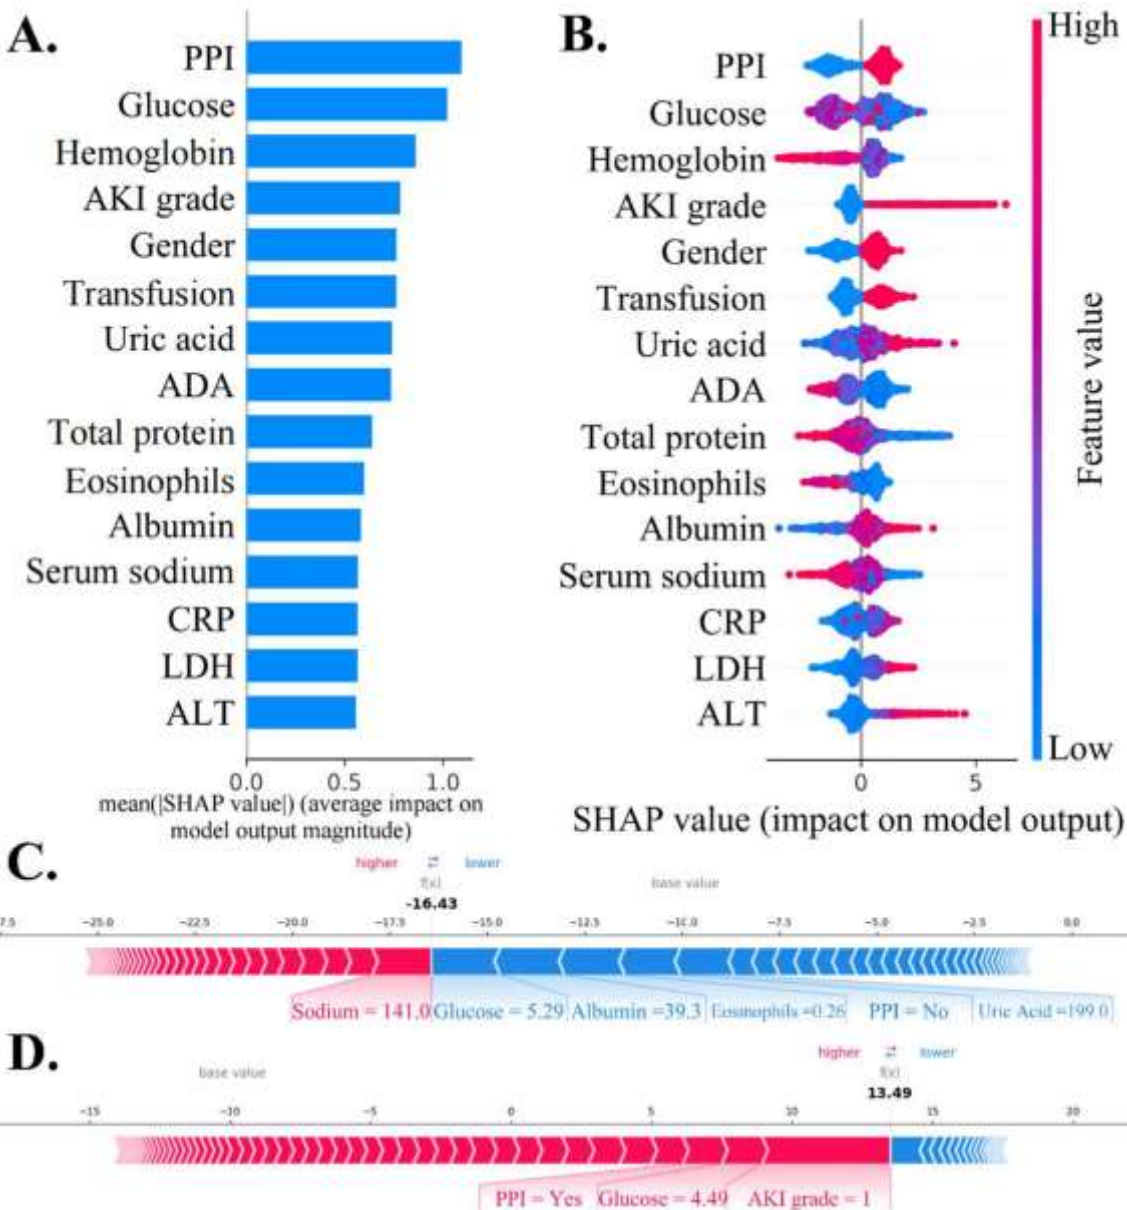 A.
PPI
Glucose
Hemoglobin
AKI grade
Gender
Transfusion
Uric acid
ADA
Total protein
Eosinophils
Albumin
Serum sodium
CRP
LDH
ALT
0.0 0.5 1.0
mean(|SHAP value|) (average impact on
model output magnitude)
B.
PPI
Glucose
Hemoglobin
AKI grade
Gender
Transfusion
Uric acid
ADA
Total protein
Eosinophils
Albumin
Serum sodium
CRP
LDH
ALT
0 5
SHAP value (impact on model output)
High
Feature value
Low
C.
higher ⇄ lower
f(x)
base value
-16.43
7.5 −25.0 −22.5 −20.0 −17.5 −15.0 −12.5 −10.0 −7.5 −5.0 −2.5 0.0
Sodium = 141.0 Glucose = 5.29 Albumin =39.3 Eosinophils =0.26 PPI = No Uric Acid =199.0
D.
higher ⇄ lower
base value
f(x)
13.49
−15 −10 −5 0 5 10 15 20
PPI = Yes Glucose = 4.49 AKI grade = 1